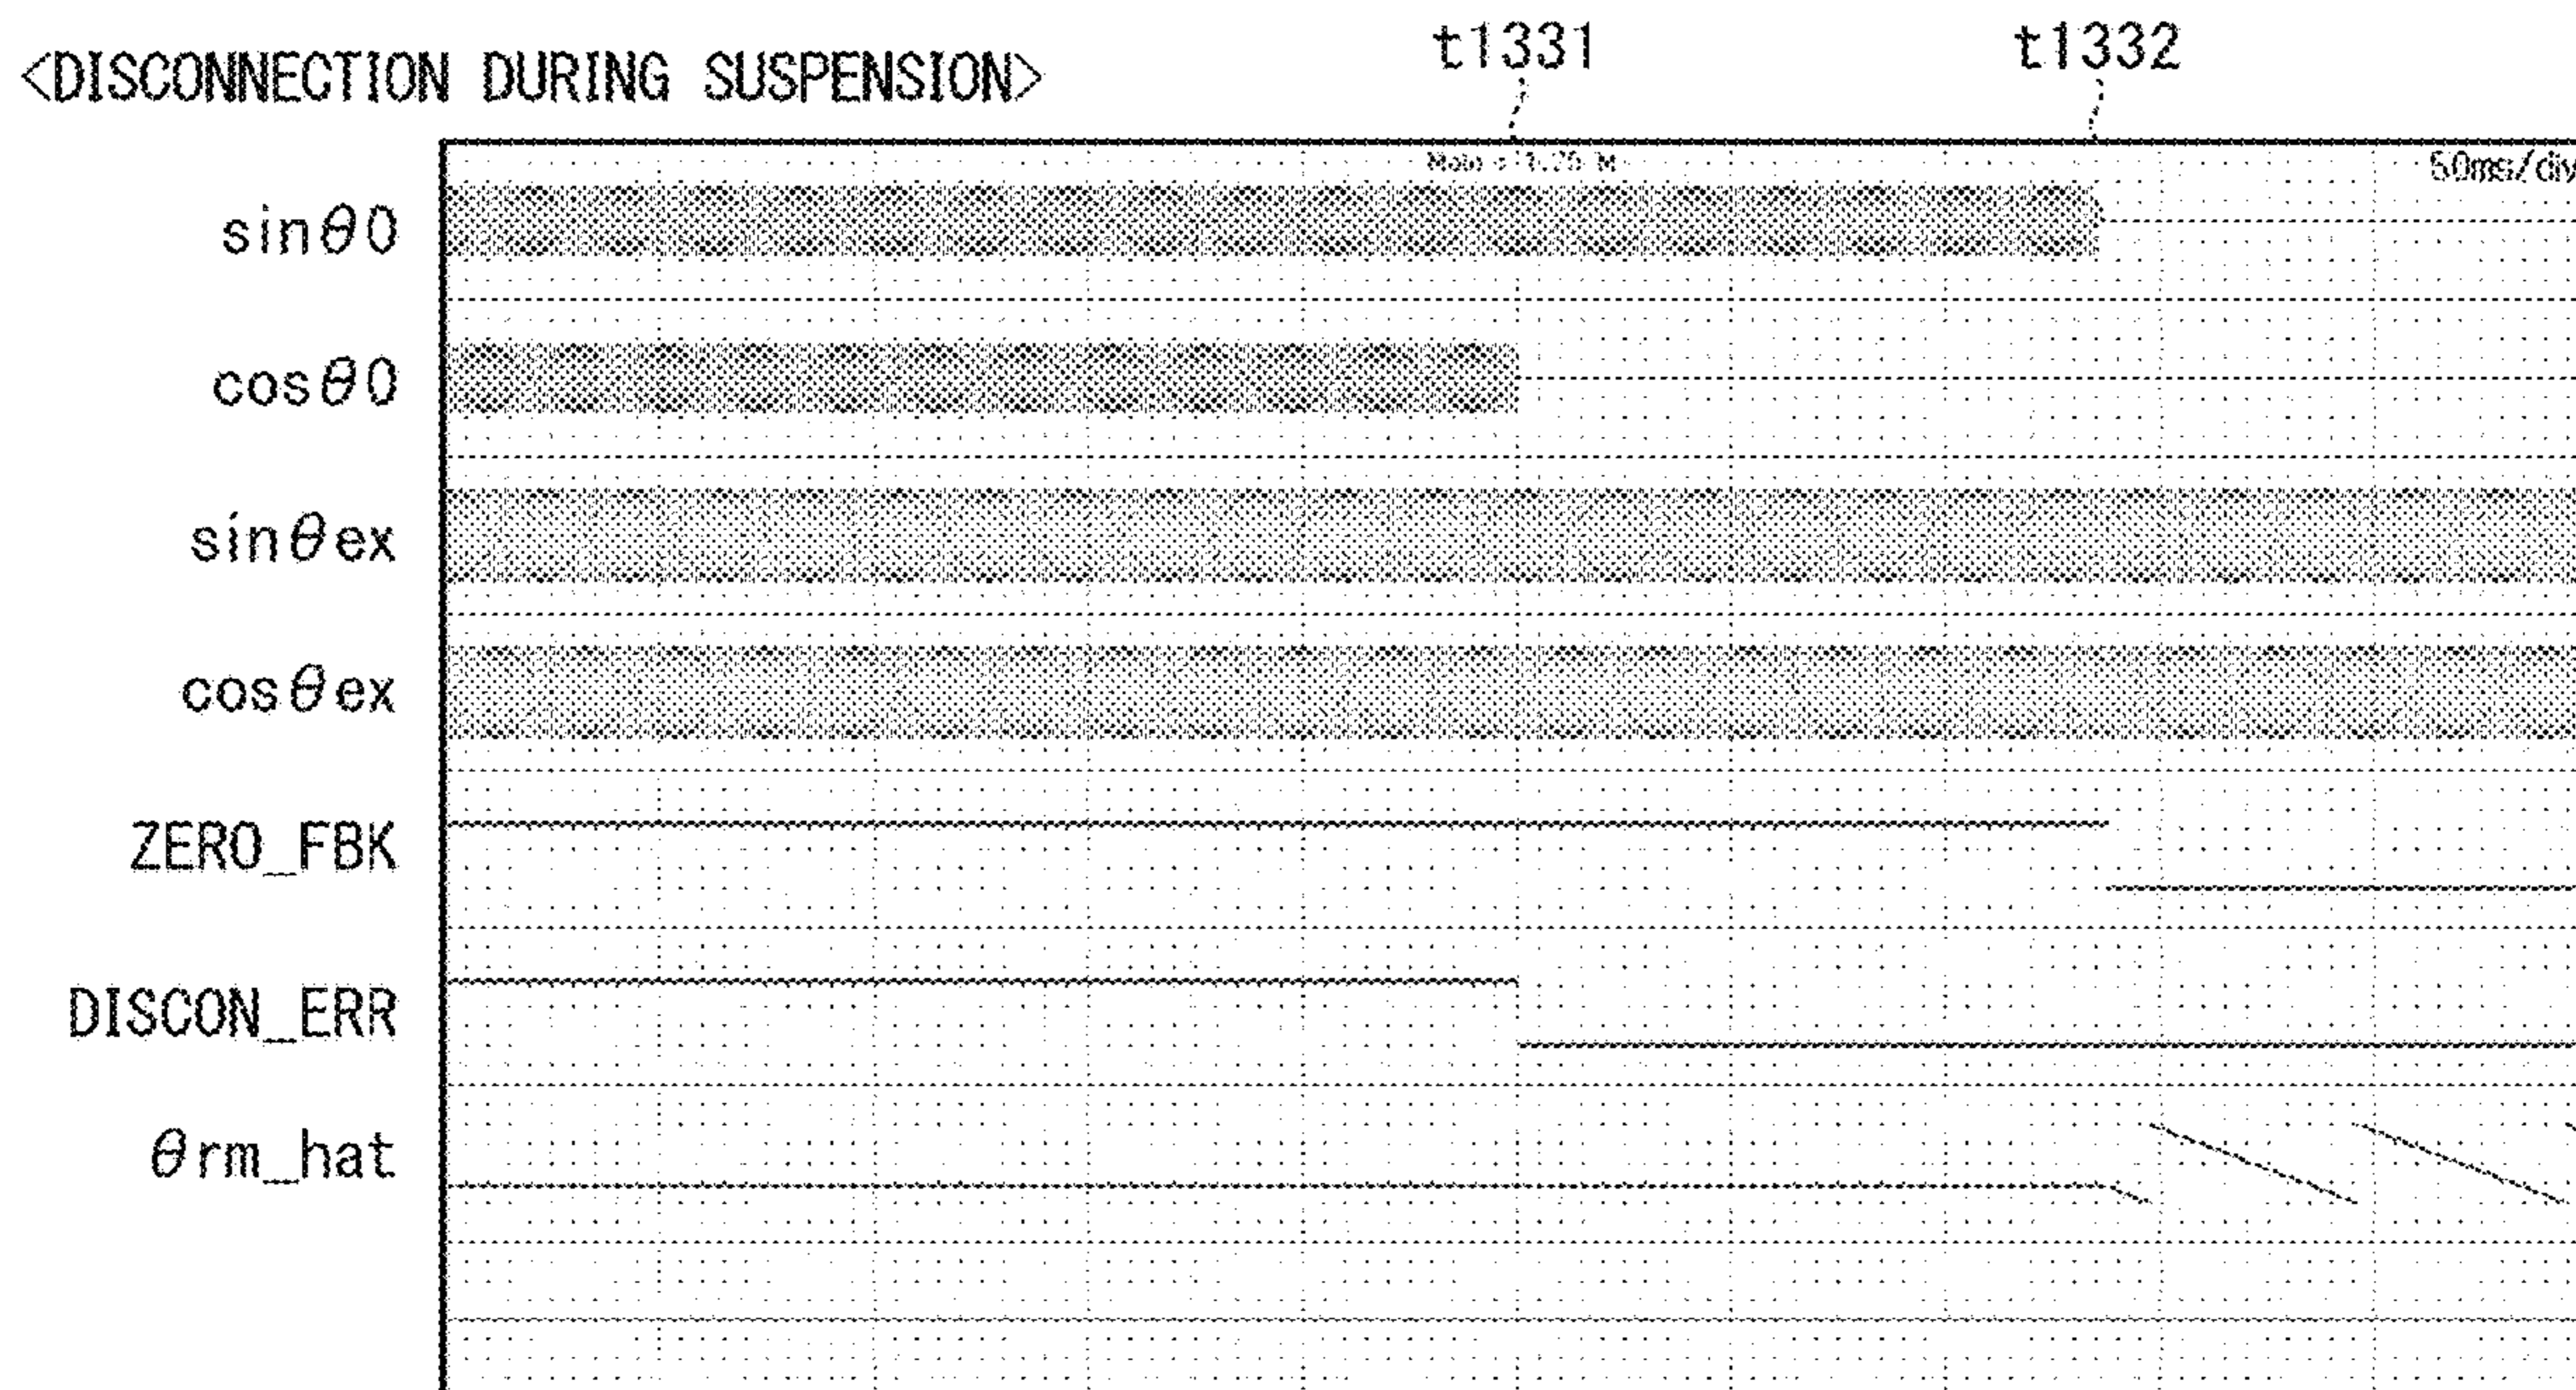 <DISCONNECTION DURING SUSPENSION>
t1331
t1332
50ms/div
sinθ0
cosθ0
sinθex
cosθex
ZERO_FBK
DISCON_ERR
θrm_hat